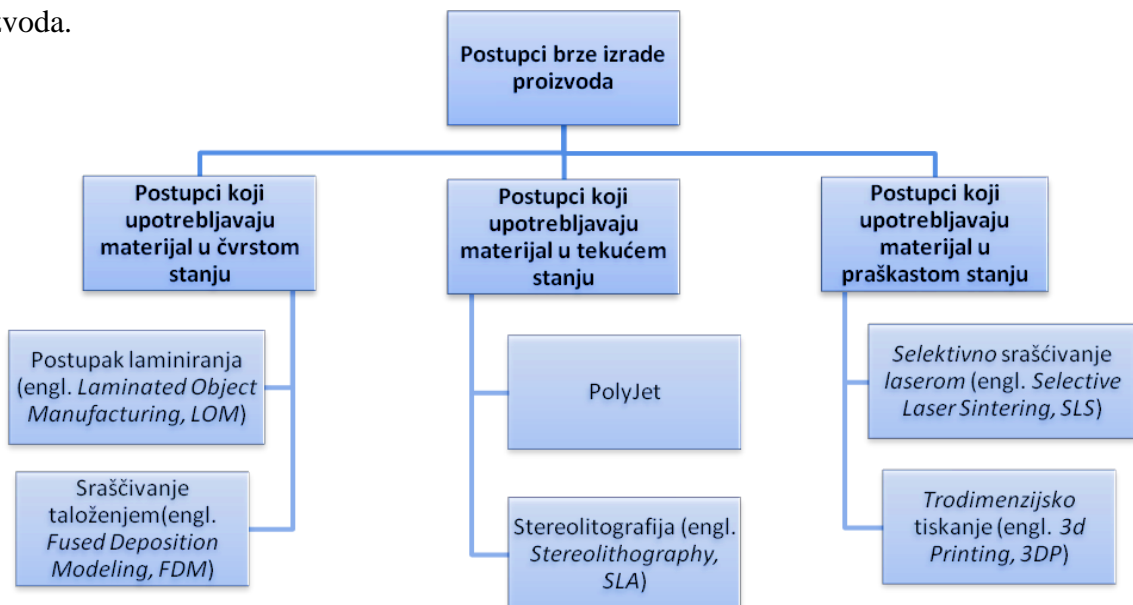 zvoda.
Postupci brze izrade
proizvoda
Postupci koji
upotrebljavaju
materijal u čvrstom
stanju
Postupak laminiranja
(engl. Laminated Object
Manufacturing, LOM)
Sraščivanje
taloženjem(engl.
Fused Deposition
Modeling, FDM)
Postupci koji
upotrebljavaju
materijal u tekućem
stanju
PolyJet
Stereolitografija (engl.
Stereolithography,
SLA)
Postupci koji
upotrebljavaju
materijal u
praškastom stanju
Selektivno srašćivanje
laserom (engl. Selective
Laser Sintering, SLS)
Trodimenzijsko
tiskanje (engl. 3d
Printing, 3DP)